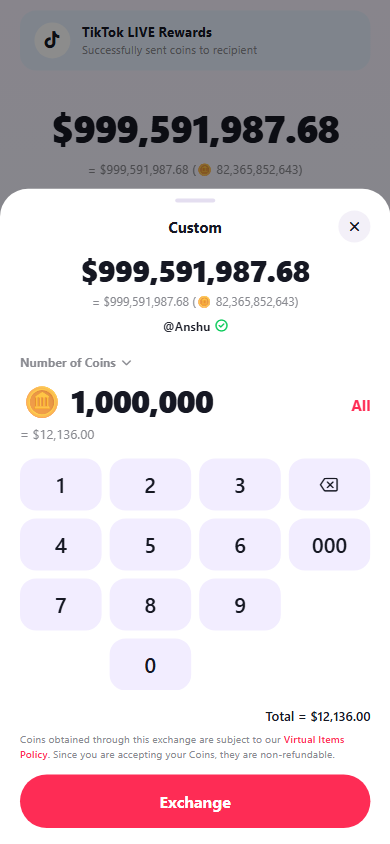 TikTok LIVE Rewards
Successfully sent coins to recipient
$999,591,987.68
= $999,591,987.68 ( 82,365,852,643)
Custom
$999,591,987.68
= $999,591,987.68 ( 82,365,852,643)
@Anshu
Number of Coins
1,000,000
All
= $12,136.00
1 2 3
4 5 6 000
7 8 9
0
Total = $12,136.00
Coins obtained through this exchange are subject to our Virtual Items
Policy. Since you are accepting your Coins, they are non-refundable.
Exchange